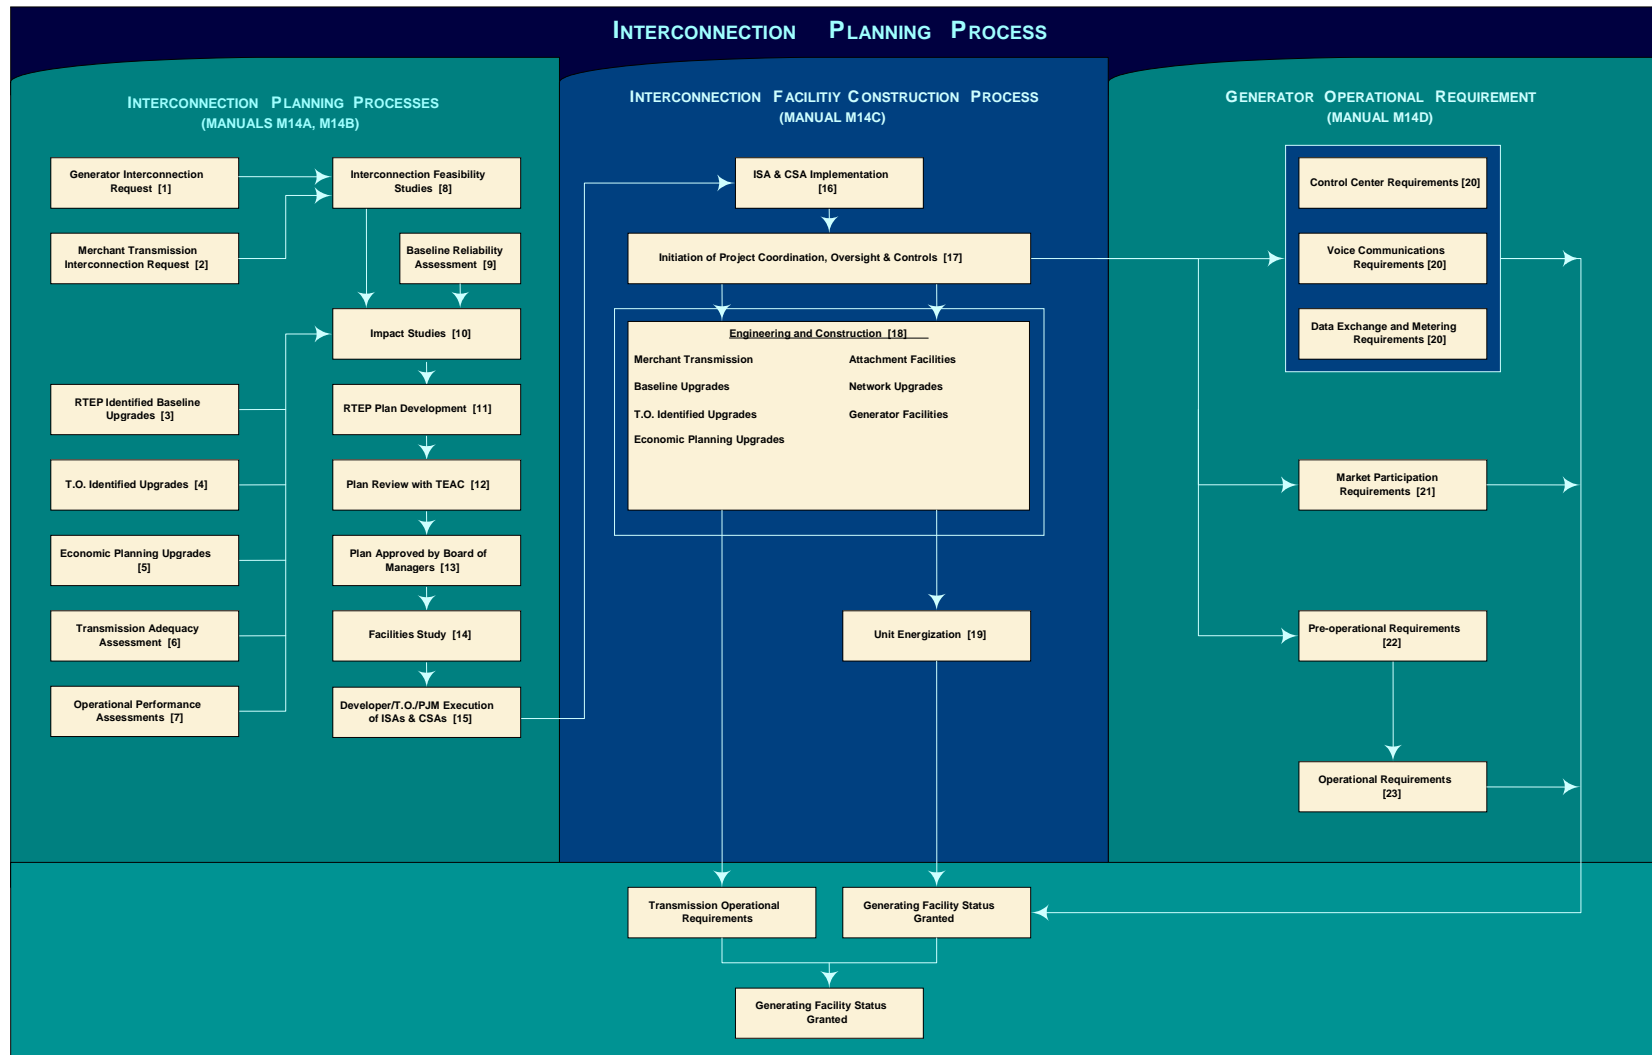 INTERCONNECTION PLANNING PROCESS
INTERCONNECTION PLANNING PROCESSES
(MANUALS M14A, M14B)
Generator Interconnection
Request [1]
Merchant Transmission
Interconnection Request [2]
RTEP Identified Baseline
Upgrades [3]
T.O. Identified Upgrades [4]
Economic Planning Upgrades
[5]
Transmission Adequacy
Assessment [6]
Operational Performance
Assessments [7]
Interconnection Feasibility
Studies [8]
Baseline Reliability
Assessment [9]
Impact Studies [10]
RTEP Plan Development [11]
Plan Review with TEAC [12]
Plan Approved by Board of
Managers [13]
Facilities Study [14]
Developer/T.O./PJM Execution
of ISAs & CSAs [15]
INTERCONNECTION FACILITIY CONSTRUCTION PROCESS
(MANUAL M14C)
ISA & CSA Implementation
[16]
Initiation of Project Coordination, Oversight & Controls [17]
Engineering and Construction [18]
Merchant Transmission
Baseline Upgrades
T.O. Identified Upgrades
Economic Planning Upgrades
Attachment Facilities
Network Upgrades
Generator Facilities
Unit Energization [19]
GENERATOR OPERATIONAL REQUIREMENT
(MANUAL M14D)
Control Center Requirements [20]
Voice Communications
Requirements [20]
Data Exchange and Metering
Requirements [20]
Market Participation
Requirements [21]
Pre-operational Requirements
[22]
Operational Requirements
[23]
Transmission Operational
Requirements
Generating Facility Status
Granted
Generating Facility Status
Granted